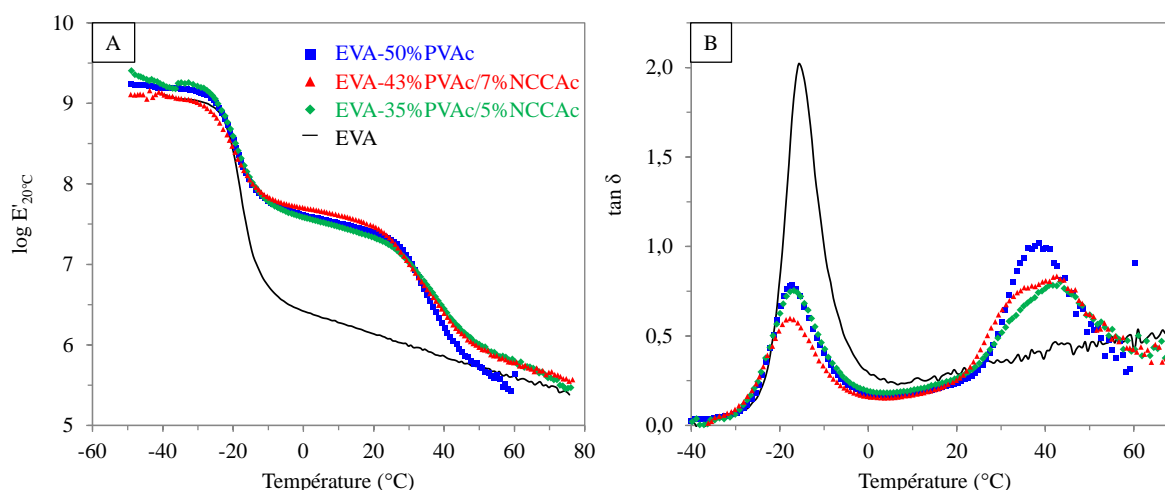 A
10
9
8
7
6
5
-60
-40
-20
0
20
40
60
80
log E'20°C
Température (°C)
EVA-50%PVAc
EVA-43%PVAc/7%NCCAc
EVA-35%PVAc/5%NCCAc
EVA
B
2,0
1,5
1,0
0,5
0,0
-40
-20
0
20
40
60
tan δ
Température (°C)